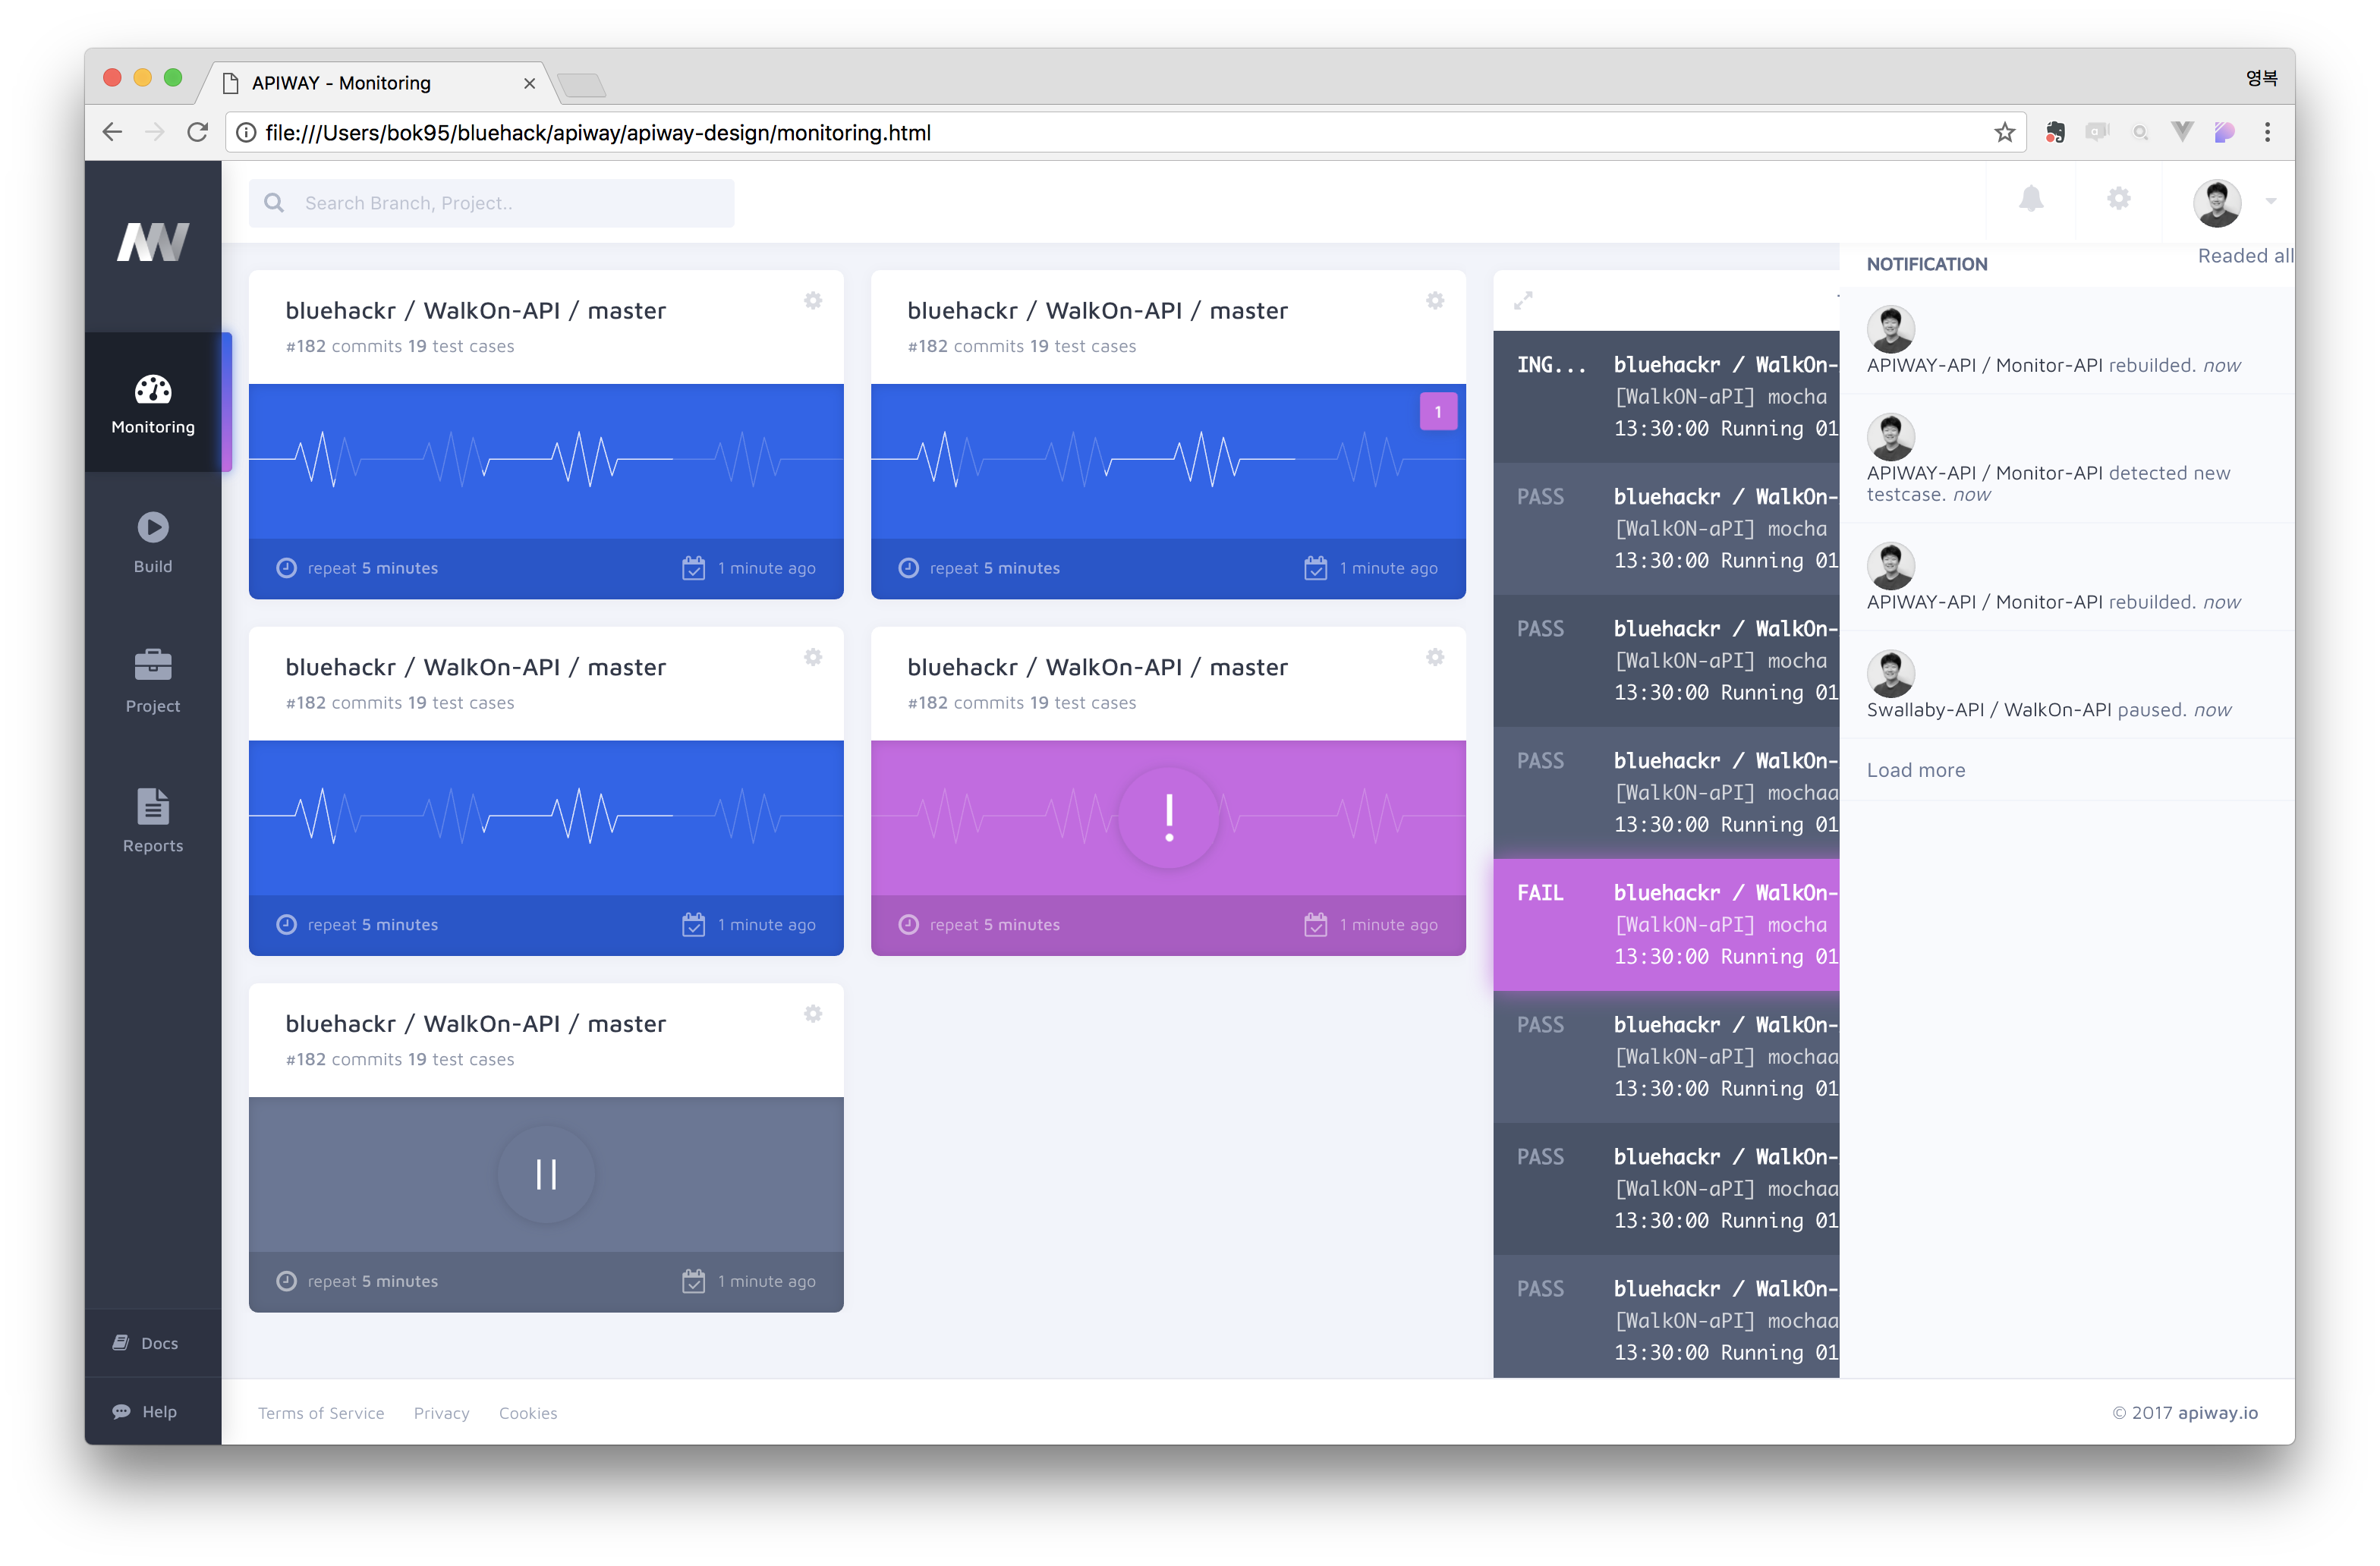 APIWAY - Monitoring
영복
file:///Users/bok95/bluehack/apiway/apiway-design/monitoring.html
Search Branch, Project..
Monitoring
Build
Project
Reports
Docs
Help
bluehackr / WalkOn-API / master
#182 commits 19 test cases
repeat 5 minutes
1 minute ago
bluehackr / WalkOn-API / master
#182 commits 19 test cases
1
repeat 5 minutes
1 minute ago
bluehackr / WalkOn-API / master
#182 commits 19 test cases
repeat 5 minutes
1 minute ago
bluehackr / WalkOn-API / master
#182 commits 19 test cases
!
repeat 5 minutes
1 minute ago
bluehackr / WalkOn-API / master
#182 commits 19 test cases
repeat 5 minutes
1 minute ago
ING... bluehackr / WalkOn-
[WalkON-aPI] mocha
13:30:00 Running 01
PASS bluehackr / WalkOn-
[WalkON-aPI] mocha
13:30:00 Running 01
PASS bluehackr / WalkOn-
[WalkON-aPI] mocha
13:30:00 Running 01
PASS bluehackr / WalkOn-
[WalkON-aPI] mochaa
13:30:00 Running 01
FAIL bluehackr / WalkOn-
[WalkON-aPI] mocha
13:30:00 Running 01
PASS bluehackr / WalkOn-
[WalkON-aPI] mochaa
13:30:00 Running 01
PASS bluehackr / WalkOn-
[WalkON-aPI] mochaa
13:30:00 Running 01
PASS bluehackr / WalkOn-
[WalkON-aPI] mochaa
13:30:00 Running 01
NOTIFICATION
Readed all
APIWAY-API / Monitor-API rebuilded. now
APIWAY-API / Monitor-API detected new
testcase. now
APIWAY-API / Monitor-API rebuilded. now
Swallaby-API / WalkOn-API paused. now
Load more
Terms of Service
Privacy
Cookies
© 2017 apiway.io